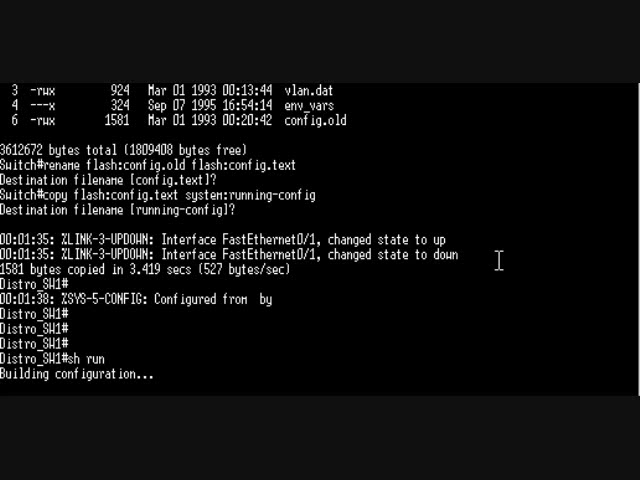 3 -rwx 924 Mar 01 1993 00:13:44 vlan.dat
4 ---x 324 Sep 07 1995 16:54:14 env_vars
6 -rwx 1581 Mar 01 1993 00:20:42 config.old
3612672 bytes total (1809408 bytes free)
Switch#rename flash:config.old flash:config.text
Destination filename [config.text]?
Switch#copy flash:config.text system:running-config
Destination filename [running-config]?
00:01:35: %LINK-3-UPDOWN: Interface FastEthernet0/1, changed state to up
00:01:35: %LINK-3-UPDOWN: Interface FastEthernet0/1, changed state to down
1581 bytes copied in 3.419 secs (527 bytes/sec)
Distro_SW1#
00:01:38: %SYS-5-CONFIG: Configured from  by
Distro_SW1#
Distro_SW1#
Distro_SW1#
Distro_SW1#sh run
Building configuration...